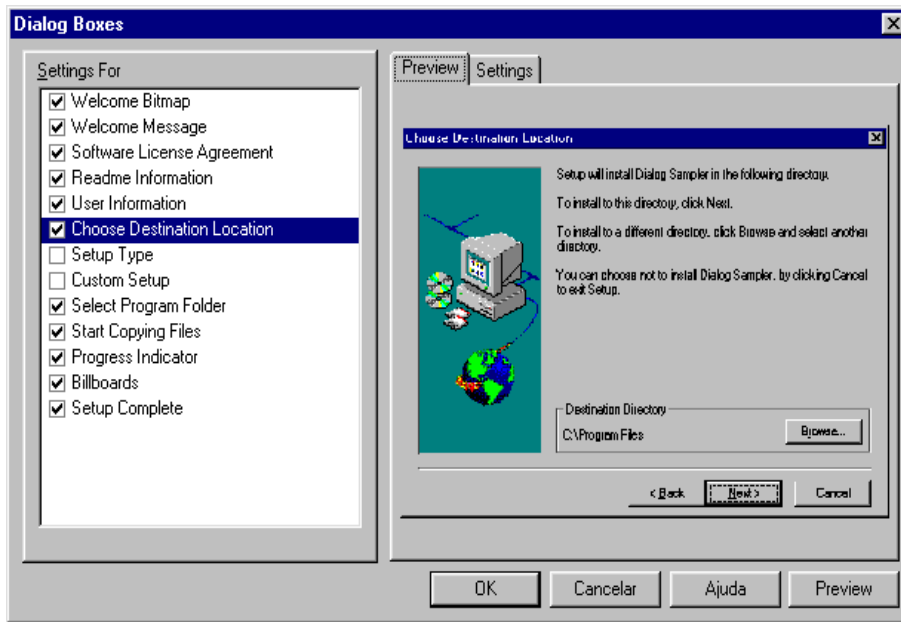 Dialog Boxes
Settings For
Welcome Bitmap
Welcome Message
Software License Agreement
Readme Information
User Information
Choose Destination Location
Setup Type
Custom Setup
Select Program Folder
Start Copying Files
Progress Indicator
Billboards
Setup Complete
Preview Settings
Choose Destination Location
Setup will install Dialog Sampler in the following directory.
To install to this directory, click Next.
To install to a different directory, click Browse and select another
directory.
You can choose not to install Dialog Sampler, by clicking Cancel
to exit Setup.
Destination Directory
C:\Program Files
Browse...
< Back Next > Cancel
OK Cancelar Ajuda Preview